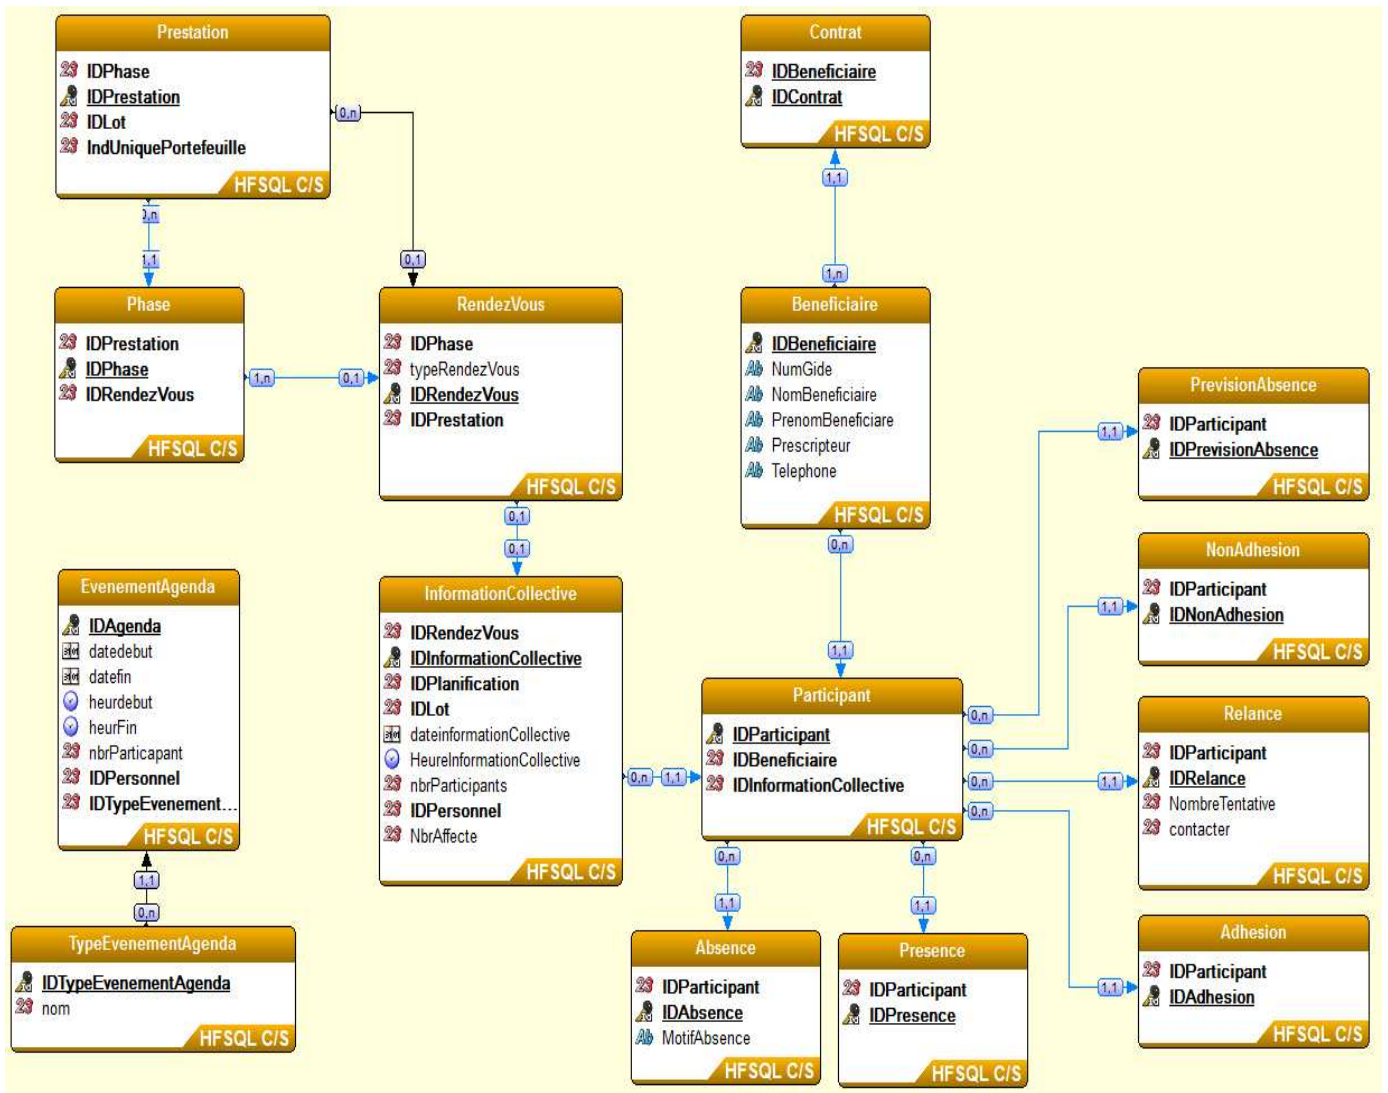 Prestation
IDPhase
IDPrestation
IDLot
IndUniquePortefeuille
HFSQL C/S
0,n
0,1
0,n
1,1
Contrat
IDBeneficiaire
IDContrat
HFSQL C/S
1,1
1,n
Phase
IDPrestation
IDPhase
IDRendezVous
HFSQL C/S
1,n
0,1
RendezVous
IDPhase
typeRendezVous
IDRendezVous
IDPrestation
HFSQL C/S
0,1
0,1
Beneficiaire
IDBeneficiaire
NumGide
NomBeneficiaire
PrenomBeneficiare
Prescripteur
Telephone
HFSQL C/S
0,n
1,1
PrevisionAbsence
IDParticipant
IDPrevisionAbsence
HFSQL C/S
1,1
NonAdhesion
IDParticipant
IDNonAdhesion
HFSQL C/S
1,1
EvenementAgenda
IDAgenda
datedebut
datefin
heurdebut
heurFin
nbrParticapant
IDPersonnel
IDTypeEvenement...
HFSQL C/S
1,1
0,n
InformationCollective
IDRendezVous
IDInformationCollective
IDPlanification
IDLot
dateinformationCollective
HeureInformationCollective
nbrParticipants
IDPersonnel
NbrAffecte
HFSQL C/S
0,n
1,1
Participant
IDParticipant
IDBeneficiaire
IDInformationCollective
HFSQL C/S
0,n
0,n
0,n
0,n
0,n
0,n
1,1
1,1
Relance
IDParticipant
IDRelance
NombreTentative
contacter
HFSQL C/S
1,1
TypeEvenementAgenda
IDTypeEvenementAgenda
nom
HFSQL C/S
Absence
IDParticipant
IDAbsence
MotifAbsence
HFSQL C/S
Presence
IDParticipant
IDPresence
HFSQL C/S
Adhesion
IDParticipant
IDAdhesion
HFSQL C/S
1,1